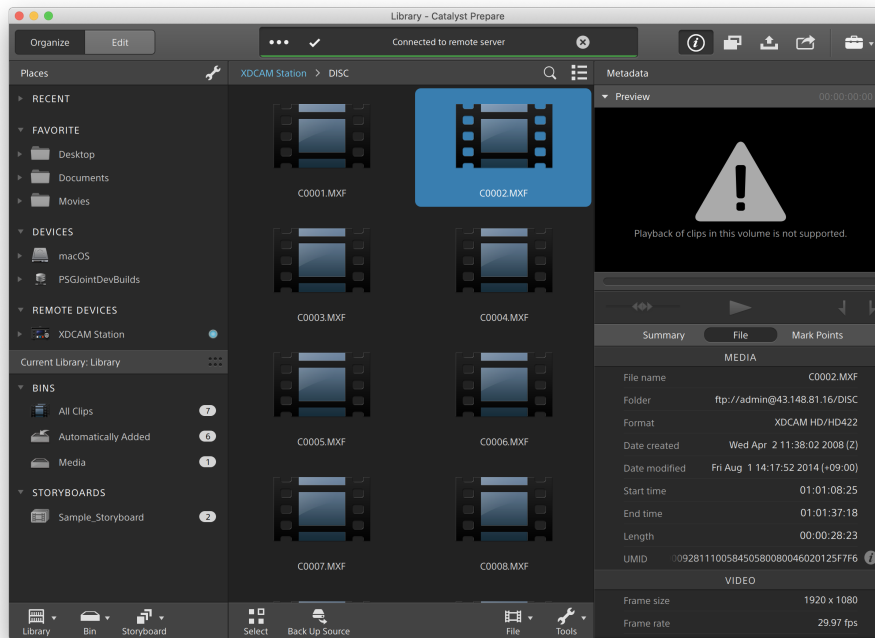 Library - Catalyst Prepare
Organize
Edit
Connected to remote server
Places
XDCAM Station > DISC
Metadata
RECENT
FAVORITE
Desktop
Documents
Movies
DEVICES
macOS
PSGJointDevBuilds
REMOTE DEVICES
XDCAM Station
Current Library: Library
BINS
All Clips 7
Automatically Added 6
Media 1
STORYBOARDS
Sample_Storyboard 2
C0001.MXF
C0002.MXF
C0003.MXF
C0004.MXF
C0005.MXF
C0006.MXF
C0007.MXF
C0008.MXF
Preview 00:00:00:00
Playback of clips in this volume is not supported.
Summary
File
Mark Points
MEDIA
File name C0002.MXF
Folder ftp://admin@43.148.81.16/DISC
Format XDCAM HD/HD422
Date created Wed Apr 2 11:38:02 2008 (Z)
Date modified Fri Aug 1 14:17:52 2014 (+09:00)
Start time 01:01:08:25
End time 01:01:37:18
Length 00:00:28:23
UMID 009281110058450580080046020125F7F6
VIDEO
Frame size 1920 x 1080
Frame rate 29.97 fps
Library
Bin
Storyboard
Select
Back Up Source
File
Tools